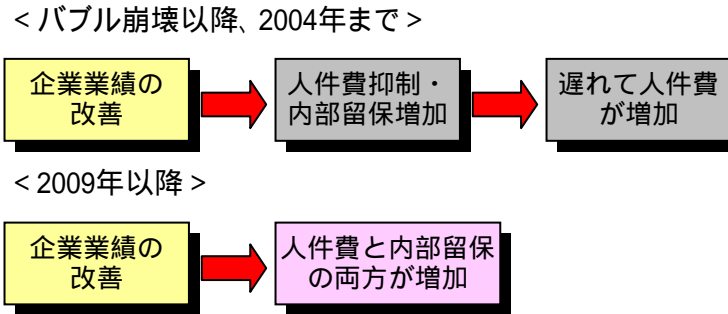 ＜バブル崩壊以降、2004年まで＞
企業業績の
改善
人件費抑制・
内部留保増加
遅れて人件費
が増加
＜2009年以降＞
企業業績の
改善
人件費と内部留保
の両方が増加